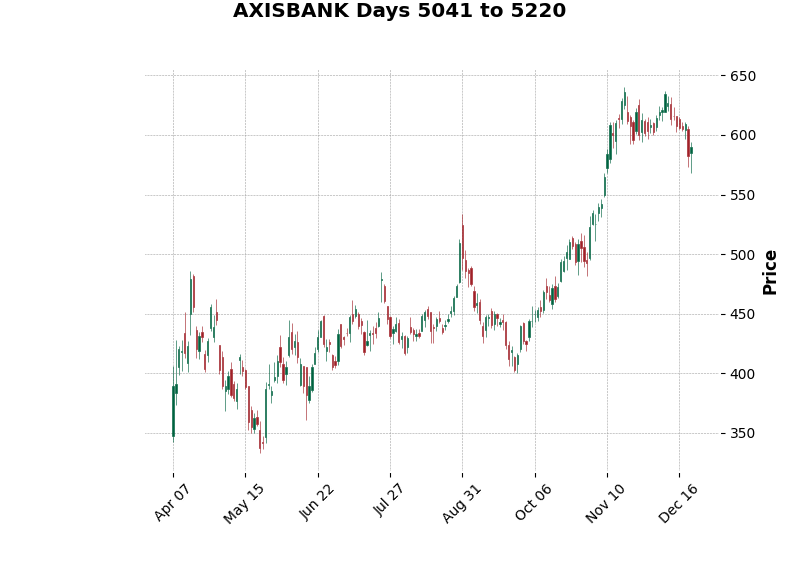 AXISBANK Days 5041 to 5220
650
600
550
500
450
400
350
Price
Apr 07
May 15
Jun 22
Jul 27
Aug 31
Oct 06
Nov 10
Dec 16